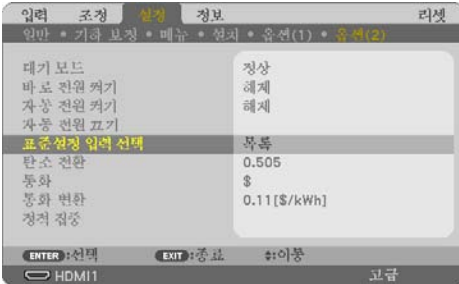 입력 조정 설정 정보 리셋
일반 • 기하 보정 • 메뉴 • 설치 • 옵션(1) • 옵션(2)
대기 모드 정상
바로 전원 켜기 해제
자동 전원 켜기 해제
자동 전원 끄기
표준설정 입력 선택 목록
탄소 전환 0.505
통화 $
통화 변환 0.11[$/kWh]
정적 집중
ENTER :선택 EXIT :종료 :이동
HDMI1 고급